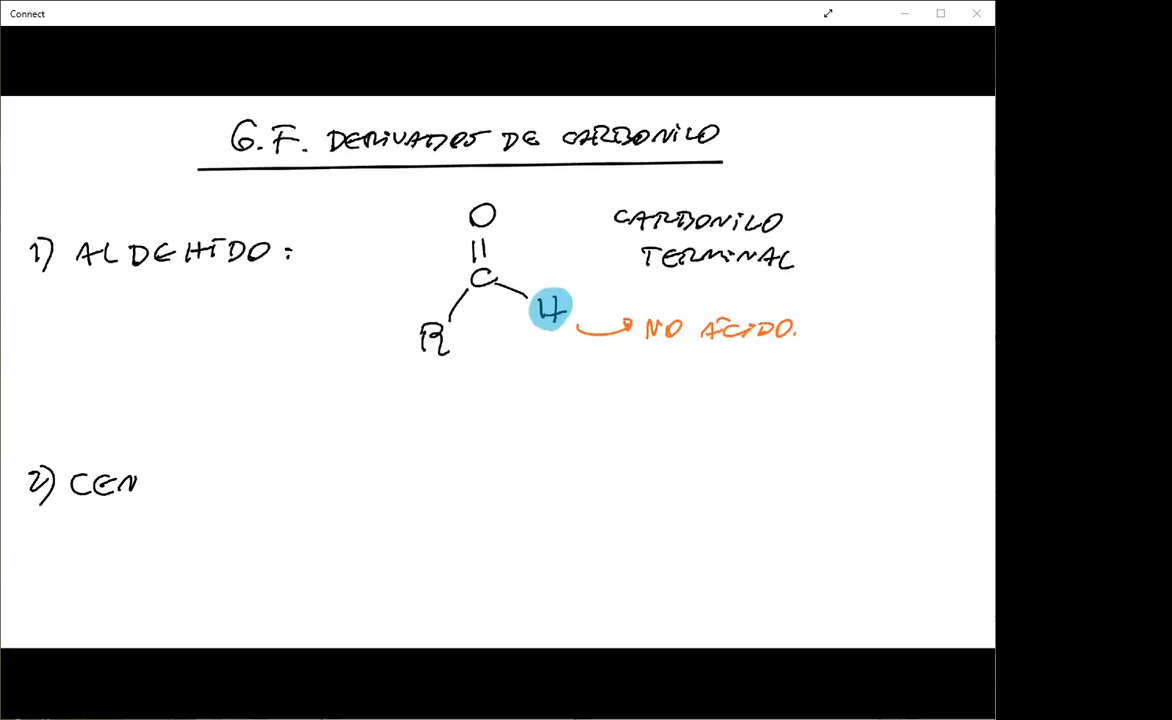 Connect
G.F. DERIVADOS DE CARBONILO
1) ALDEHIDO:
O
CARBONILO
TERMINAL
C
H
R
NO ÁCIDO.
2) CEN